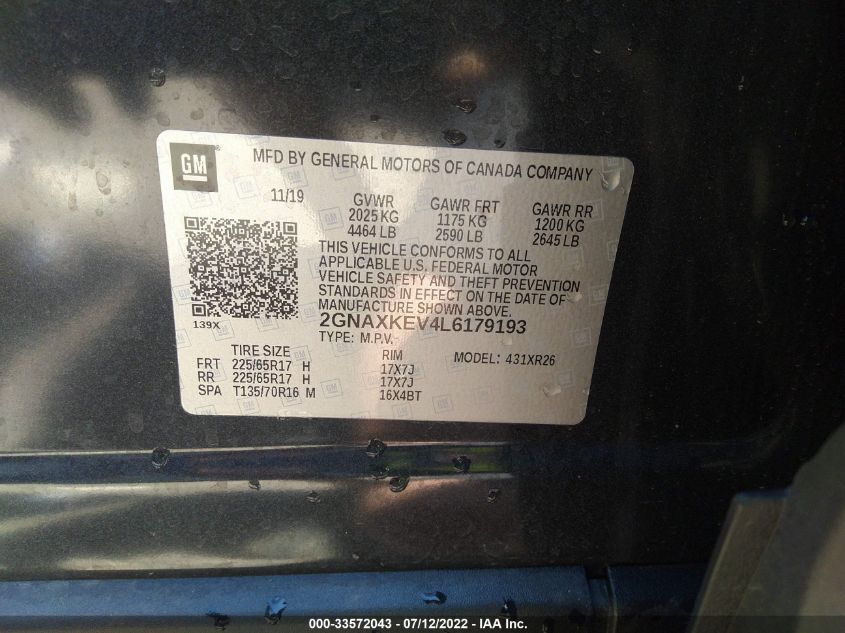 GM
MFD BY GENERAL MOTORS OF CANADA COMPANY
11/19 GVWR GAWR FRT GAWR RR
2025 KG 1175 KG 1200 KG
4464 LB 2590 LB 2645 LB
THIS VEHICLE CONFORMS TO ALL
APPLICABLE U.S. FEDERAL MOTOR
VEHICLE SAFETY AND THEFT PREVENTION
STANDARDS IN EFFECT ON THE DATE OF
MANUFACTURE SHOWN ABOVE.
139X 2GNAXKEV4L6179193
TYPE: M.P.V.
TIRE SIZE RIM MODEL: 431XR26
FRT 225/65R17 H 17X7J
RR 225/65R17 H 17X7J
SPA T135/70R16 M 16X4BT
000-33572043 - 07/12/2022 - IAA Inc.